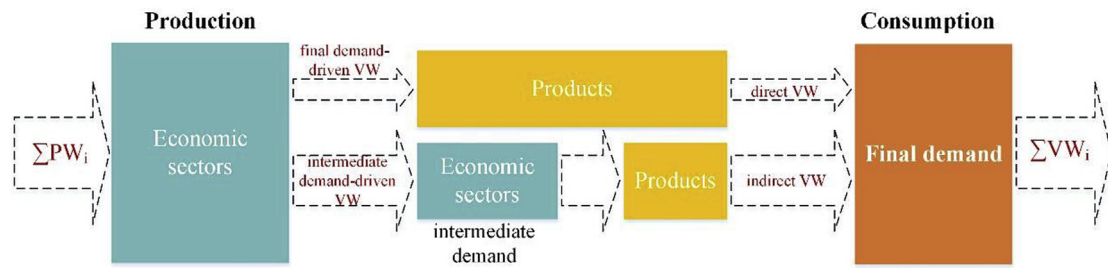 Production
Consumption
final demand-
driven VW
Products
direct VW
∑PWᵢ
Economic
sectors
Final demand
∑VWᵢ
intermediate
demand-driven
VW
Economic
sectors
Products
indirect VW
intermediate
demand